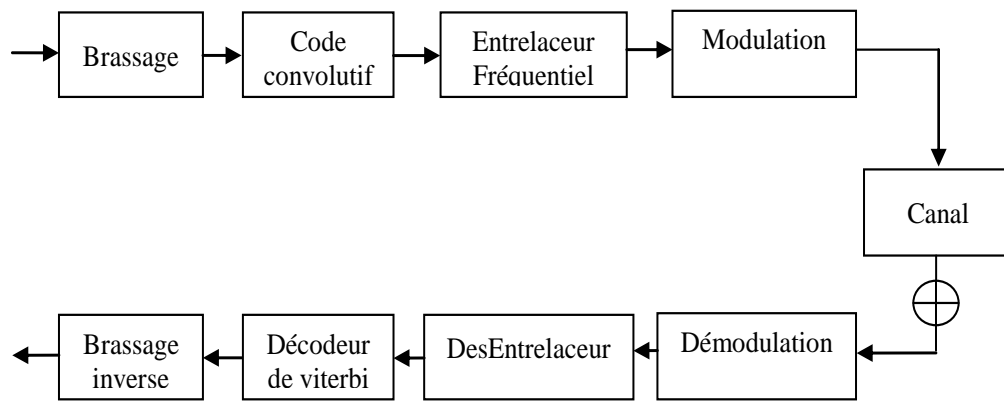 Brassage
Code
convolutif
Entrelaceur
Fréquentiel
Modulation
Canal
Démodulation
DesEntrelaceur
Décodeur
de viterbi
Brassage
inverse